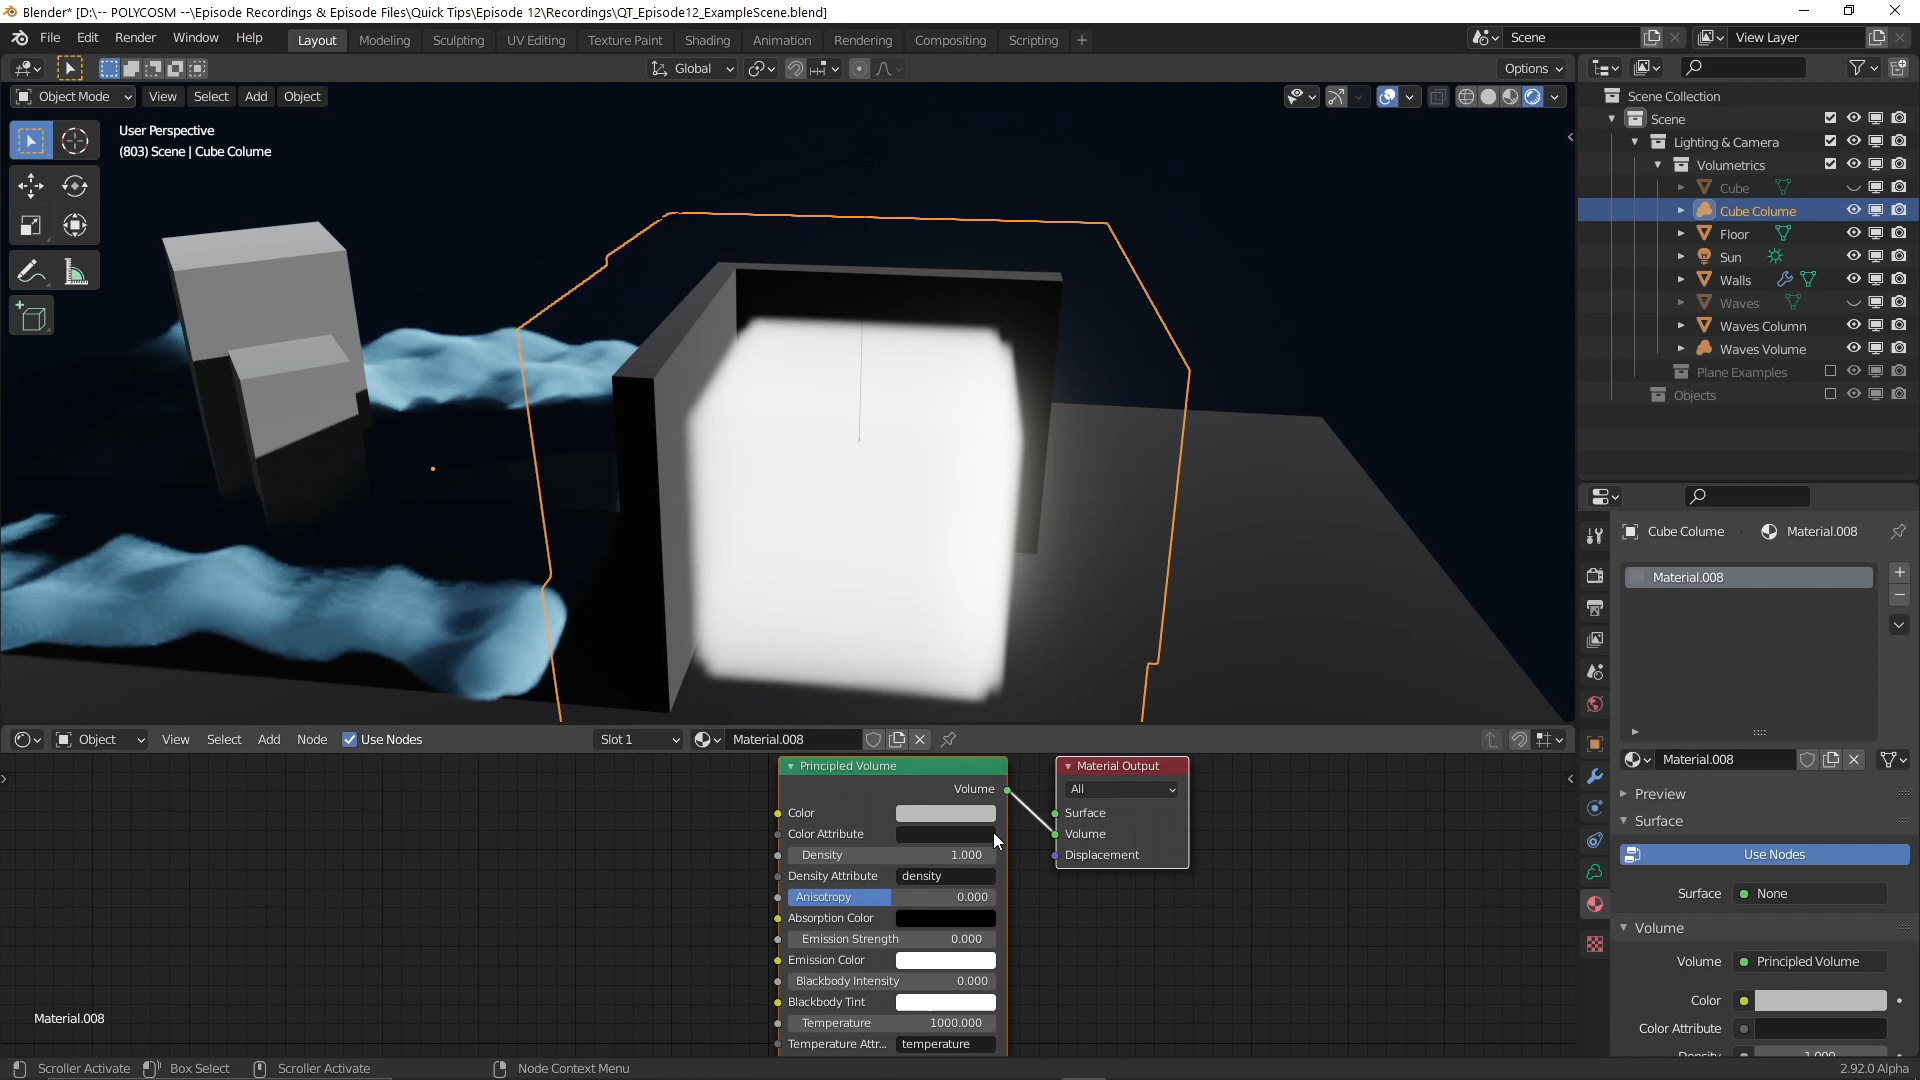 Blender* [D:\-- POLYCOSM --\Episode Recordings & Episode Files\Quick Tips\Episode 12\Recordings\QT_Episode12_ExampleScene.blend]
File Edit Render Window Help Layout Modeling Sculpting UV Editing Texture Paint Shading Animation Rendering Compositing Scripting + Scene View Layer
Global Options
Object Mode View Select Add Object
User Perspective
(803) Scene | Cube Colume
Scene Collection
Scene
Lighting & Camera
Volumetrics
Cube
Cube Colume
Floor
Sun
Walls
Waves
Waves Column
Waves Volume
Plane Examples
Objects
Cube Colume Material.008
Material.008
Material.008
Preview
Surface
Use Nodes
Surface None
Volume
Volume Principled Volume
Color
Color Attribute
Density 1.000
Object View Select Add Node Use Nodes Slot 1 Material.008
Principled Volume
Volume
Color
Color Attribute
Density 1.000
Density Attribute density
Anisotropy 0.000
Absorption Color
Emission Strength 0.000
Emission Color
Blackbody Intensity 0.000
Blackbody Tint
Temperature 1000.000
Temperature Attr... temperature
Material Output
All
Surface
Volume
Displacement
Material.008
Scroller Activate Box Select Scroller Activate Node Context Menu 2.92.0 Alpha